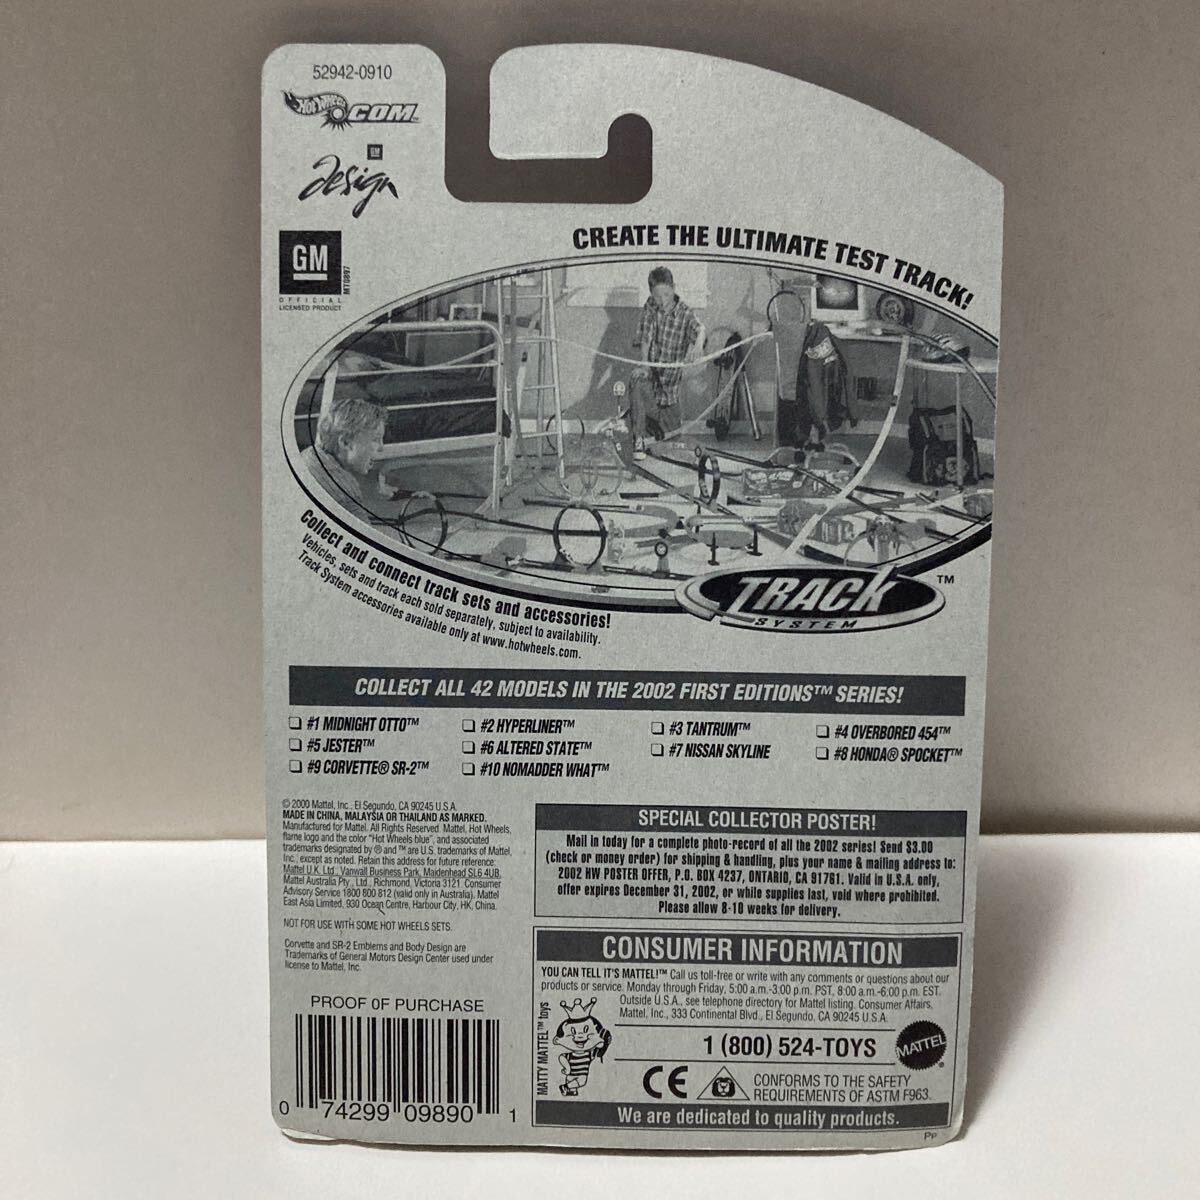 52942-0910
Hot Wheels.COM™
GM
design
GM
OFFICIAL
LICENSED PRODUCT
MT0897
CREATE THE ULTIMATE TEST TRACK!
Collect and connect track sets and accessories!
Vehicles, sets and track each sold separately, subject to availability.
Track System accessories available only at www.hotwheels.com.
TRACK™
SYSTEM
COLLECT ALL 42 MODELS IN THE 2002 FIRST EDITIONS™ SERIES!
❑ #1 MIDNIGHT OTTO™ ❑ #2 HYPERLINER™ ❑ #3 TANTRUM™ ❑ #4 OVERBORED 454™
❑ #5 JESTER™ ❑ #6 ALTERED STATE™ ❑ #7 NISSAN SKYLINE ❑ #8 HONDA® SPOCKET™
❑ #9 CORVETTE® SR-2™ ❑ #10 NOMADDER WHAT™
© 2000 Mattel, Inc., El Segundo, CA 90245 U.S.A.
MADE IN CHINA, MALAYSIA OR THAILAND AS MARKED.
Manufactured for Mattel. All Rights Reserved. Mattel, Hot Wheels,
flame logo and the color "Hot Wheels blue", and associated
trademarks designated by ® and ™ are U.S. trademarks of Mattel,
Inc., except as noted. Retain this address for future reference:
Mattel U.K. Ltd., Vanwall Business Park, Maidenhead SL6 4UB.
Mattel Australia Pty., Ltd., Richmond, Victoria 3121. Consumer
Advisory Service 1800 800 812 (valid only in Australia). Mattel
East Asia Limited, 930 Ocean Centre, Harbour City, HK, China.
NOT FOR USE WITH SOME HOT WHEELS SETS.
Corvette and SR-2 Emblems and Body Design are
Trademarks of General Motors Design Center used under
license to Mattel, Inc.
PROOF OF PURCHASE
0 74299 09890 1
SPECIAL COLLECTOR POSTER!
Mail in today for a complete photo-record of all the 2002 series! Send $3.00
(check or money order) for shipping & handling, plus your name & mailing address to:
2002 HW POSTER OFFER, P.O. BOX 4237, ONTARIO, CA 91761. Valid in U.S.A. only,
offer expires December 31, 2002, or while supplies last, void where prohibited.
Please allow 8-10 weeks for delivery.
CONSUMER INFORMATION
YOU CAN TELL IT'S MATTEL!™ Call us toll-free or write with any comments or questions about our
products or service. Monday through Friday, 5:00 a.m.-3:00 p.m. PST, 8:00 a.m.-6:00 p.m. EST.
Outside U.S.A., see telephone directory for Mattel listing. Consumer Affairs,
Mattel, Inc., 333 Continental Blvd., El Segundo, CA 90245 U.S.A.
MATTY MATTEL™ toys
1 (800) 524-TOYS
MATTEL®
CE
CONFORMS TO THE SAFETY
REQUIREMENTS OF ASTM F963.
We are dedicated to quality products.
PP